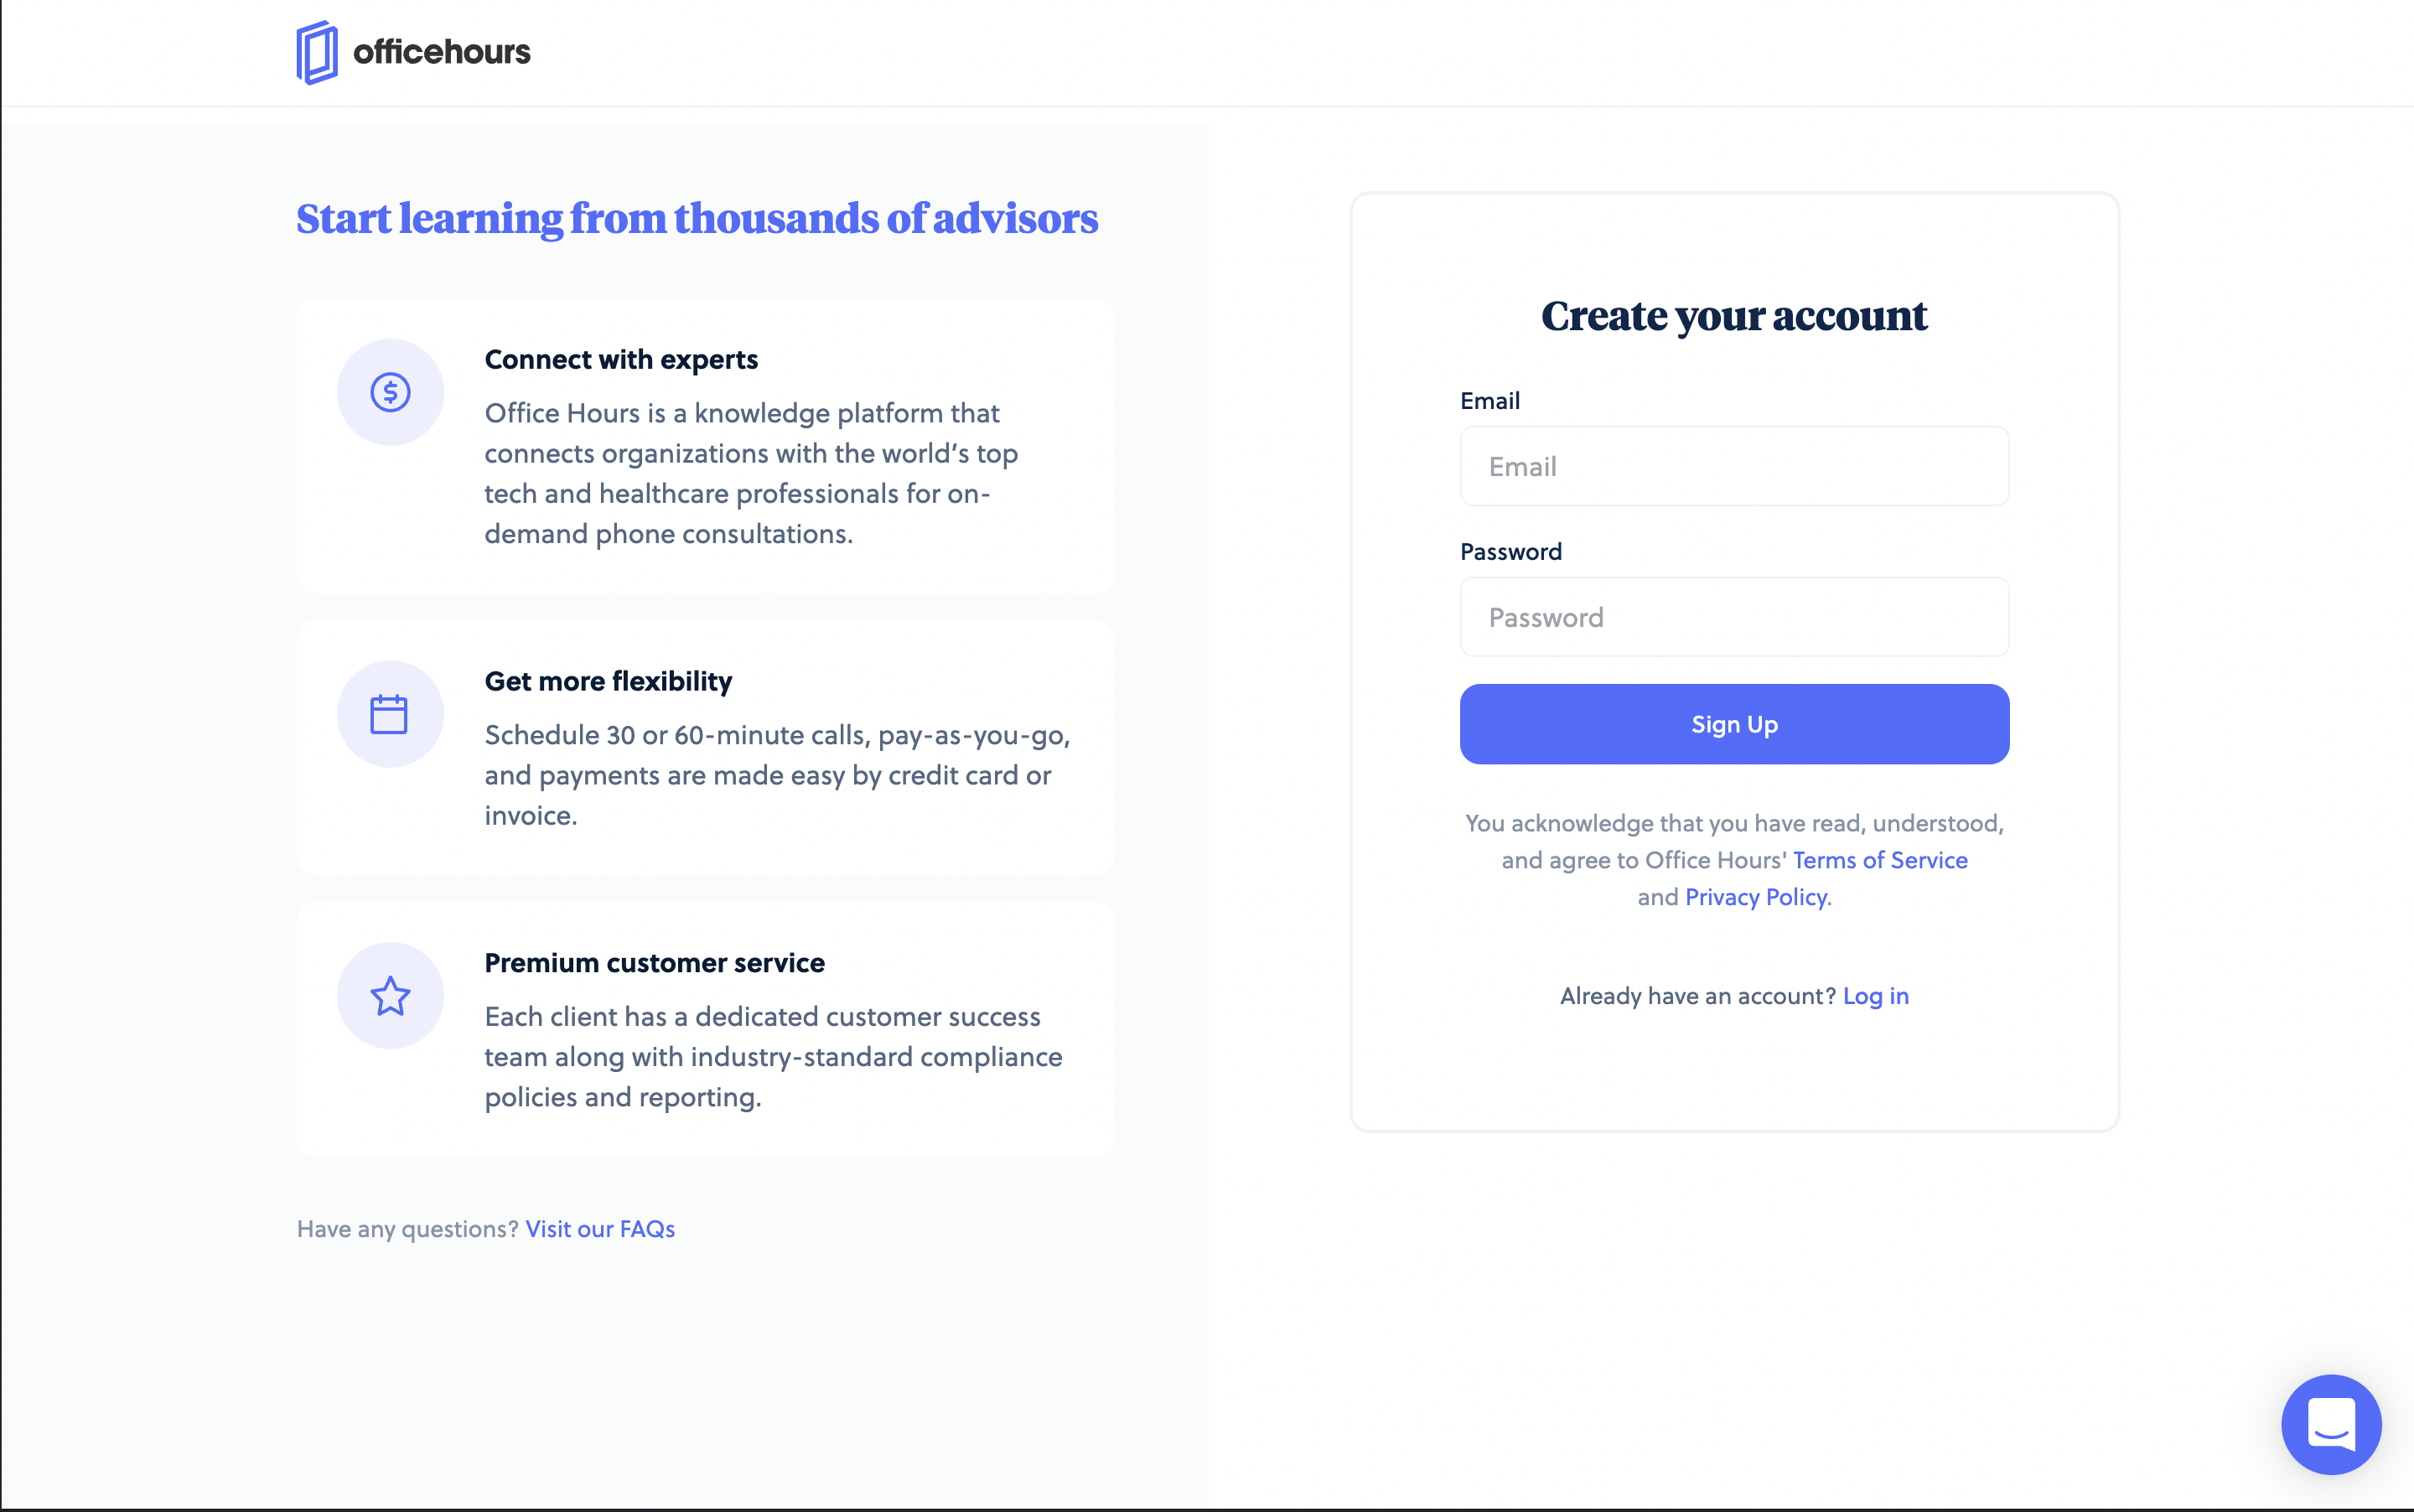 officehours
Start learning from thousands of advisors
Connect with experts
Office Hours is a knowledge platform that
connects organizations with the world’s top
tech and healthcare professionals for on-
demand phone consultations.
Get more flexibility
Schedule 30 or 60-minute calls, pay-as-you-go,
and payments are made easy by credit card or
invoice.
Premium customer service
Each client has a dedicated customer success
team along with industry-standard compliance
policies and reporting.
Have any questions? Visit our FAQs
Create your account
Email
Email
Password
Password
Sign Up
You acknowledge that you have read, understood,
and agree to Office Hours' Terms of Service
and Privacy Policy.
Already have an account? Log in